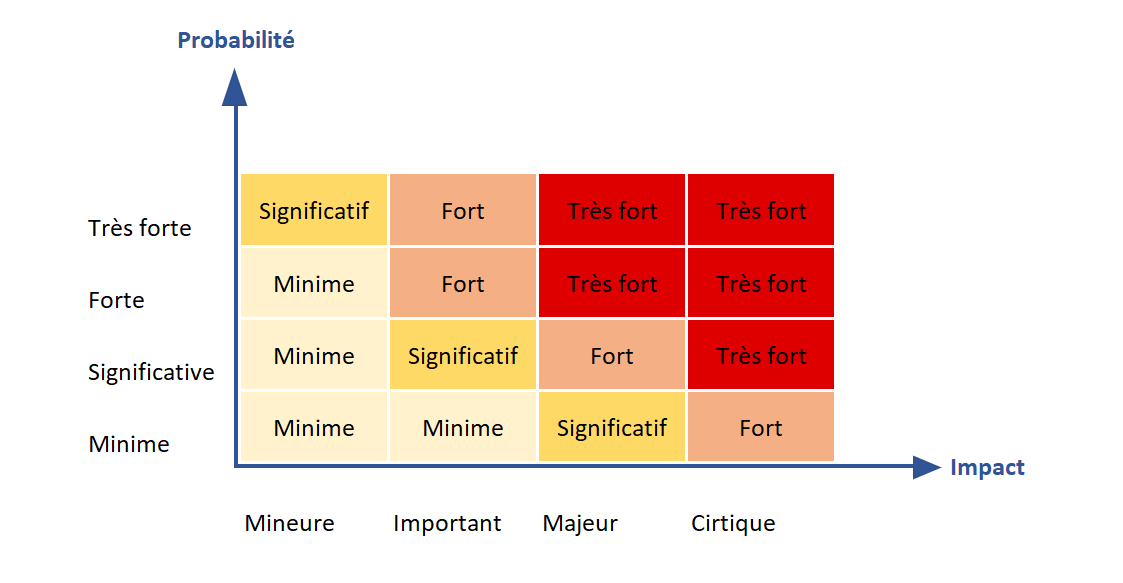 Probabilité
Très forte
Significatif Fort Très fort Très fort
Forte
Minime Fort Très fort Très fort
Significative
Minime Significatif Fort Très fort
Minime
Minime Minime Significatif Fort
Impact
Mineure Important Majeur Cirtique